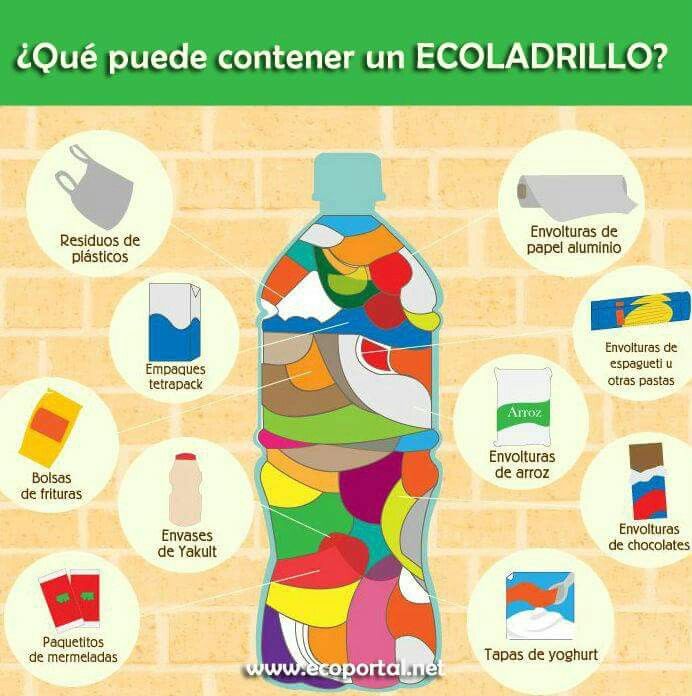 ¿Qué puede contener un ECOLADRILLO?
Residuos de
plásticos
Envolturas de
papel aluminio
Empaques
tetrapack
Envolturas de
espagueti u
otras pastas
Bolsas
de frituras
Arroz
Envolturas
de arroz
Envases
de Yakult
Envolturas
de chocolates
Paquetitos
de mermeladas
Tapas de yoghurt
www.ecoportal.net